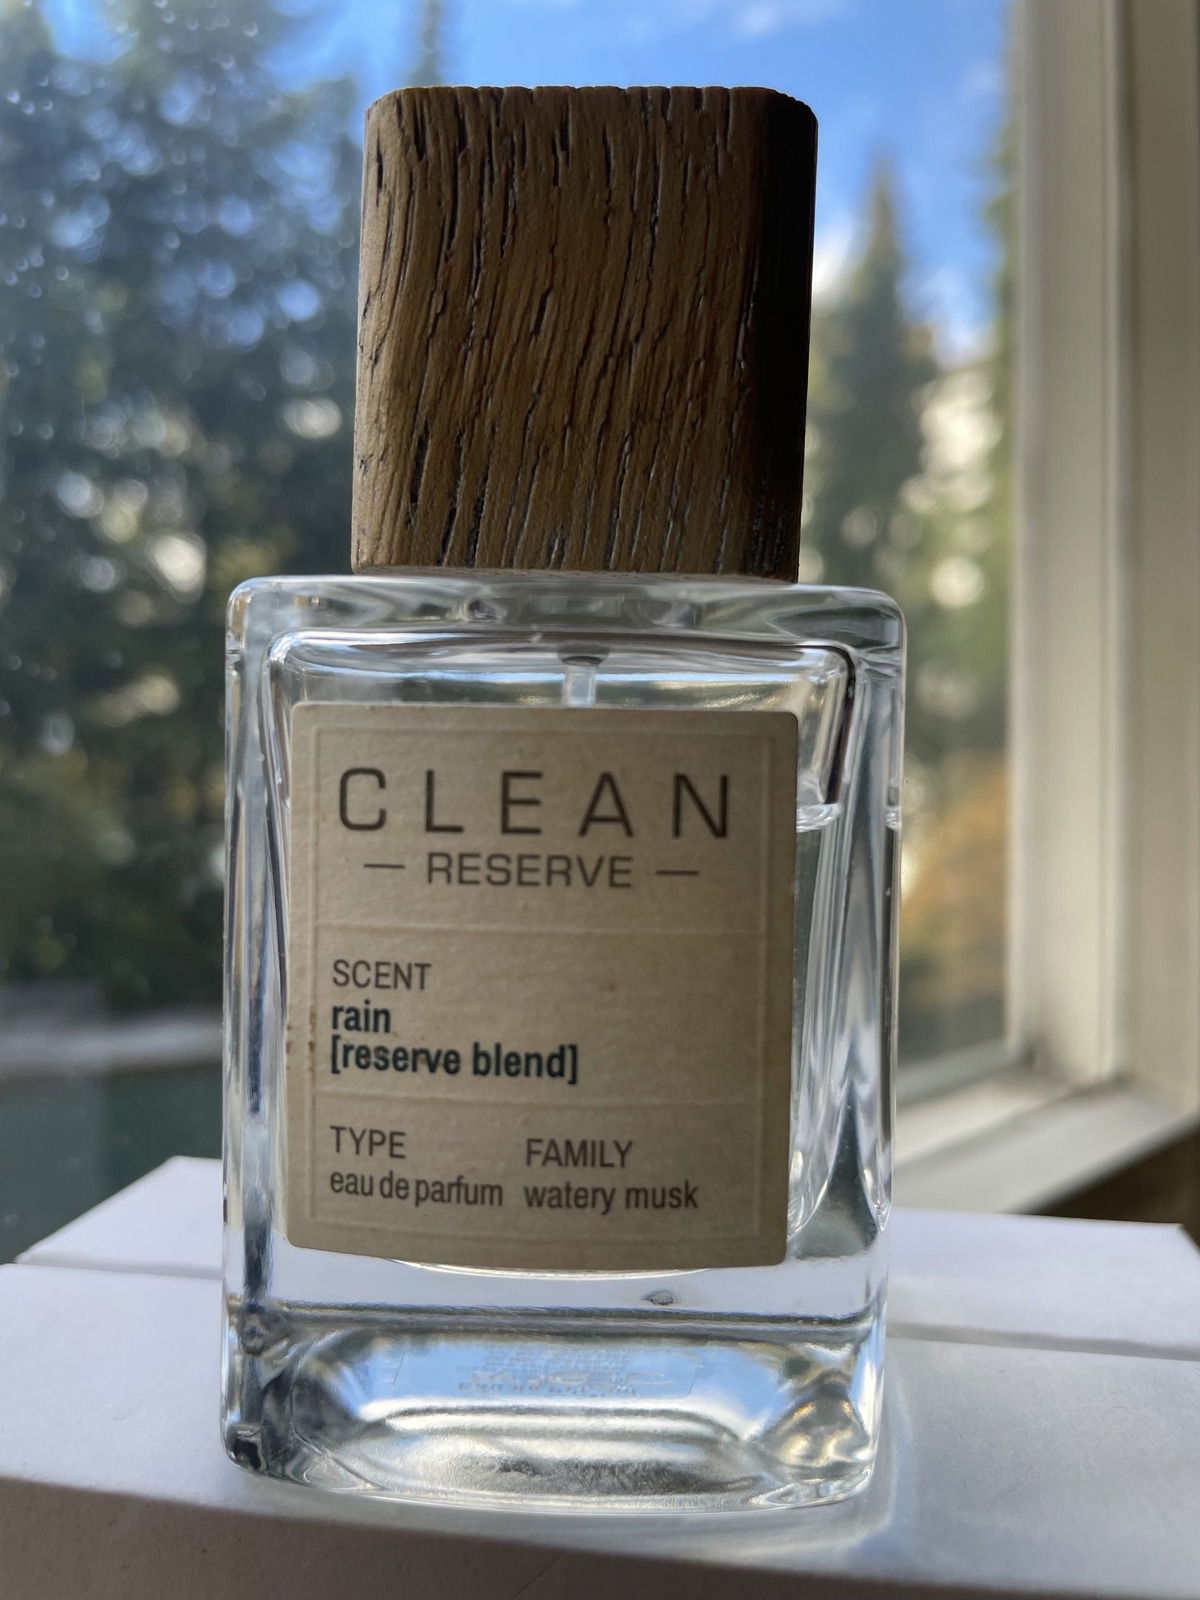 CLEAN
— RESERVE —
SCENT
rain
[reserve blend]
TYPE FAMILY
eau de parfum watery musk